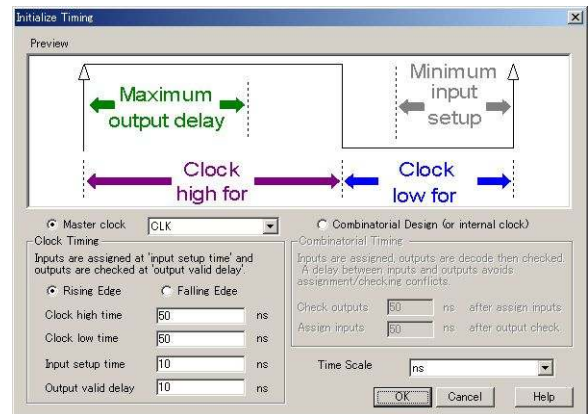 Initialize Timing
Preview
Maximum
output delay
Minimum
input
setup
Clock
high for
Clock
low for
Master clock
CLK
Combinatorial Design (or internal clock)
Clock Timing
Inputs are assigned at 'input setup time' and
outputs are checked at 'output valid delay'.
Rising Edge
Falling Edge
Clock high time
50
ns
Clock low time
50
ns
Input setup time
10
ns
Output valid delay
10
ns
Combinatorial Timing
Inputs are assigned, outputs are decode then checked.
A delay between inputs and outputs avoids
assignment/checking conflicts.
Check outputs
50
ns
after assign inputs
Assign inputs
50
ns
after output check
Time Scale
ns
OK
Cancel
Help